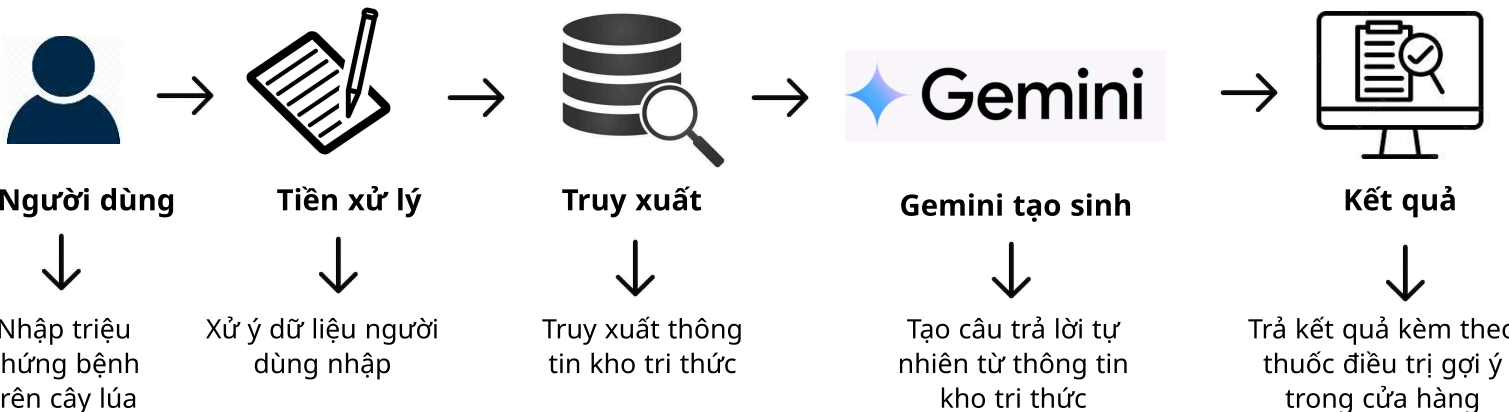 Gemini
Người dùng
Tiền xử lý
Truy xuất
Gemini tạo sinh
Kết quả
Nhập triệu
hứng bệnh
rên cây lúa
Xử ý dữ liệu người
dùng nhập
Truy xuất thông
tin kho tri thức
Tạo câu trả lời tự
nhiên từ thông tin
kho tri thức
Trả kết quả kèm theo
thuốc điều trị gợi ý
trong cửa hàng